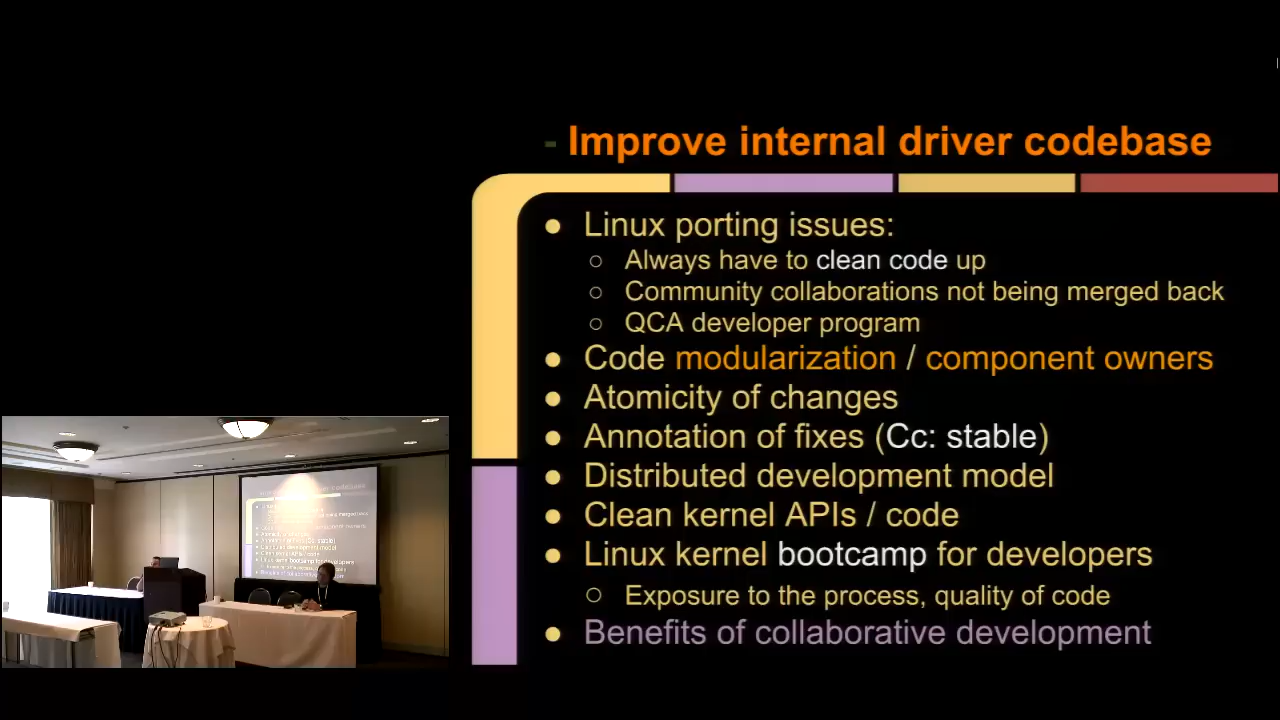 - Improve internal driver codebase
● Linux porting issues:
○ Always have to clean code up
○ Community collaborations not being merged back
○ QCA developer program
● Code modularization / component owners
● Atomicity of changes
● Annotation of fixes (Cc: stable)
● Distributed development model
● Clean kernel APIs / code
● Linux kernel bootcamp for developers
○ Exposure to the process, quality of code
● Benefits of collaborative development